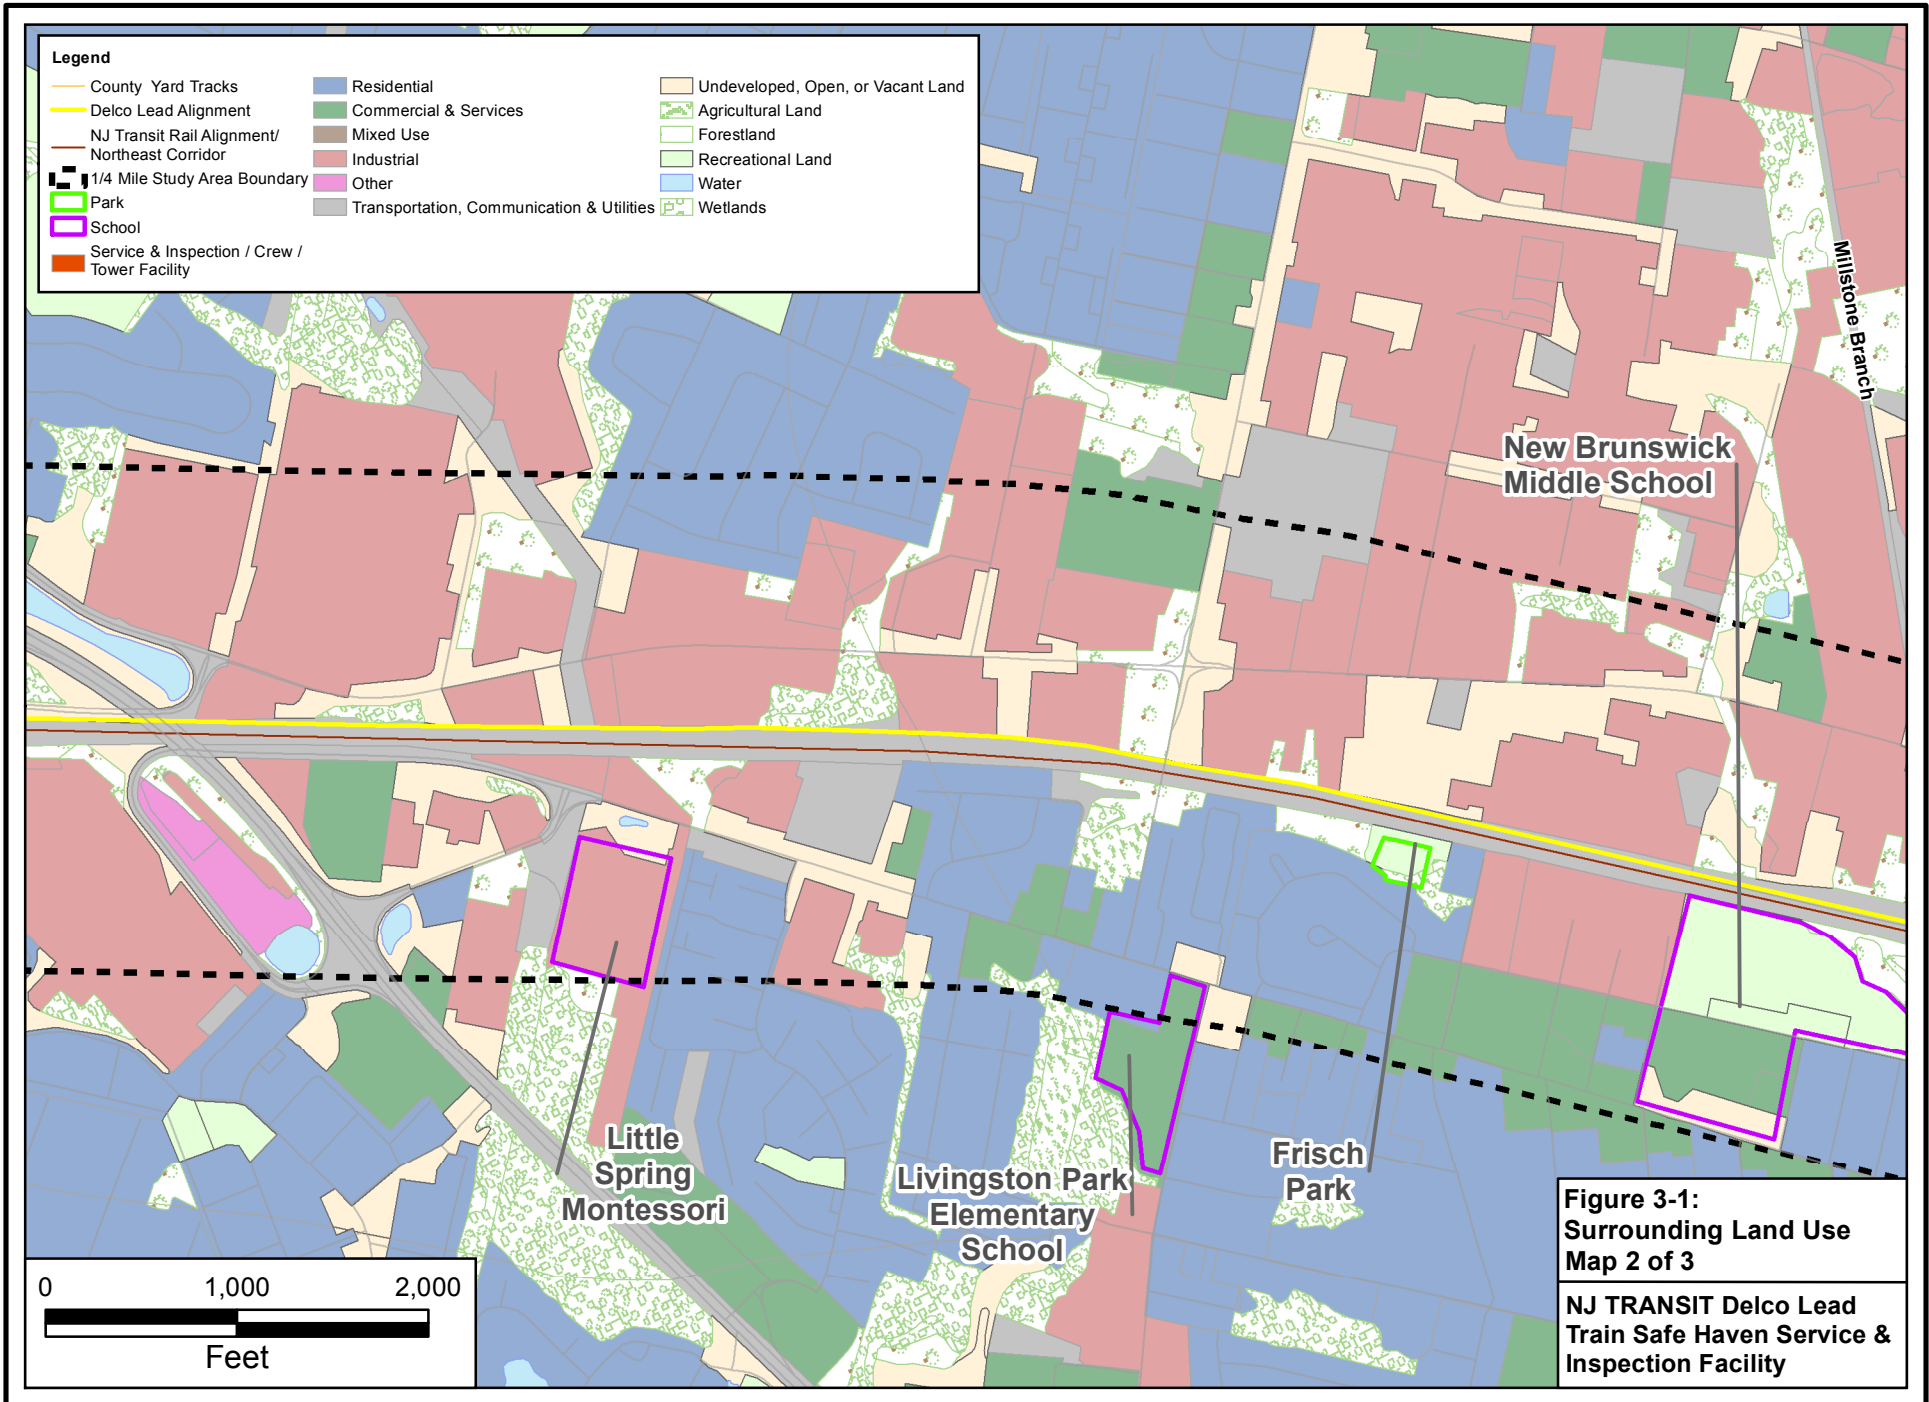 Legend
County Yard Tracks
Delco Lead Alignment
NJ Transit Rail Alignment/
Northeast Corridor
1/4 Mile Study Area Boundary
Park
School
Service & Inspection / Crew /
Tower Facility
Residential
Commercial & Services
Mixed Use
Industrial
Other
Transportation, Communication & Utilities
Undeveloped, Open, or Vacant Land
Agricultural Land
Forestland
Recreational Land
Water
Wetlands
Millstone Branch
New Brunswick
Middle School
Little
Spring
Montessori
Livingston Park
Elementary
School
Frisch
Park
0 1,000 2,000
Feet
Figure 3-1:
Surrounding Land Use
Map 2 of 3
NJ TRANSIT Delco Lead
Train Safe Haven Service &
Inspection Facility